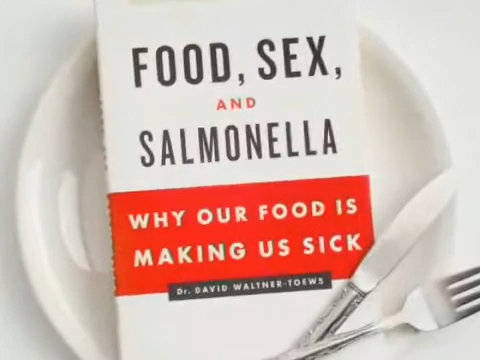 FOOD, SEX,
AND
SALMONELLA
WHY OUR FOOD IS
MAKING US SICK
Dr. DAVID WALTNER-TOEWS